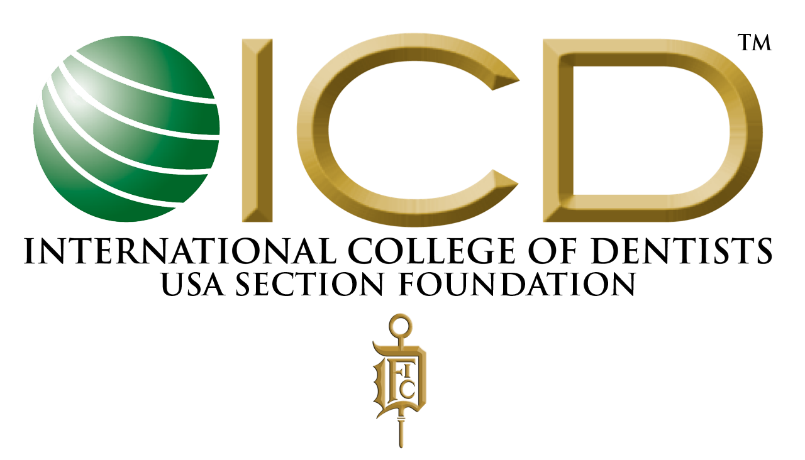 ICD™
INTERNATIONAL COLLEGE OF DENTISTS
USA SECTION FOUNDATION
D F I C